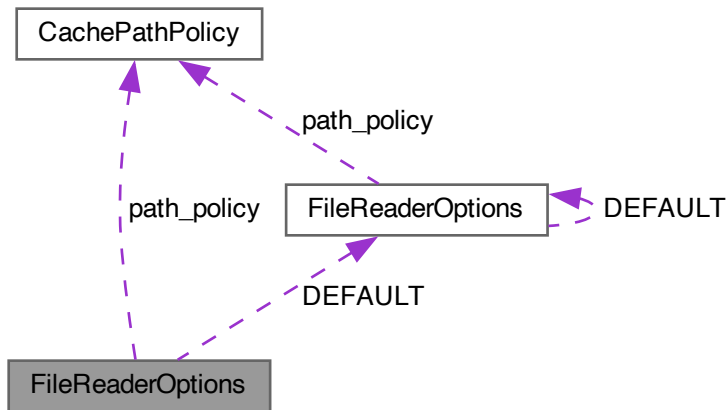 CachePathPolicy
path_policy
path_policy
FileReaderOptions
DEFAULT
DEFAULT
FileReaderOptions